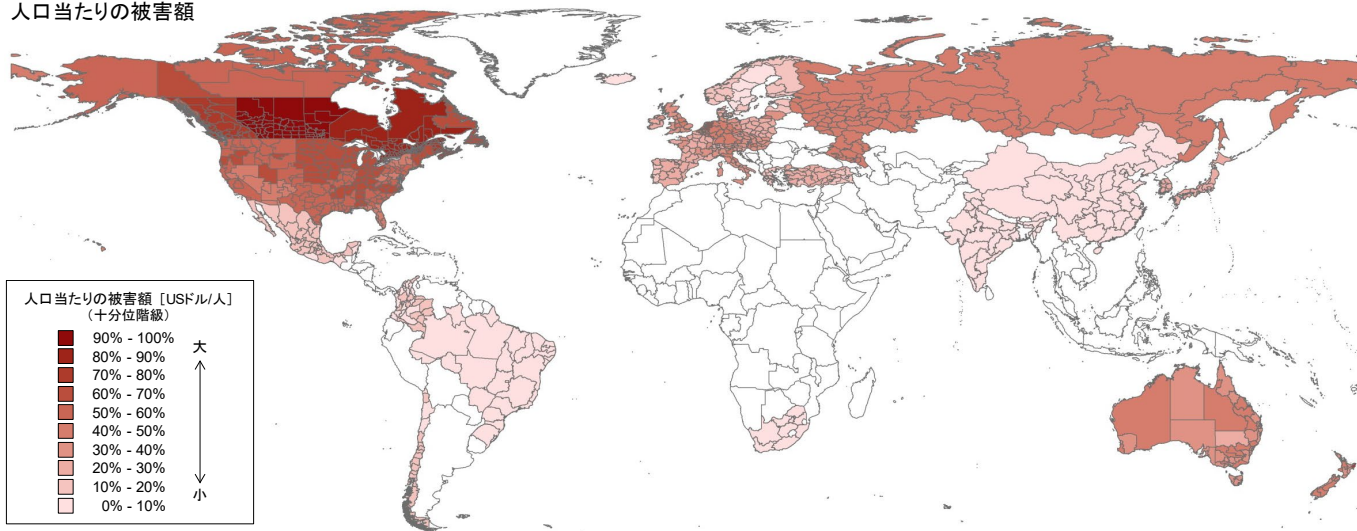 人口当たりの被害額
人口当たりの被害額 [USドル/人]
(十分位階級)
90% - 100%
80% - 90%
70% - 80%
60% - 70%
50% - 60%
40% - 50%
30% - 40%
20% - 30%
10% - 20%
0% - 10%
大
小